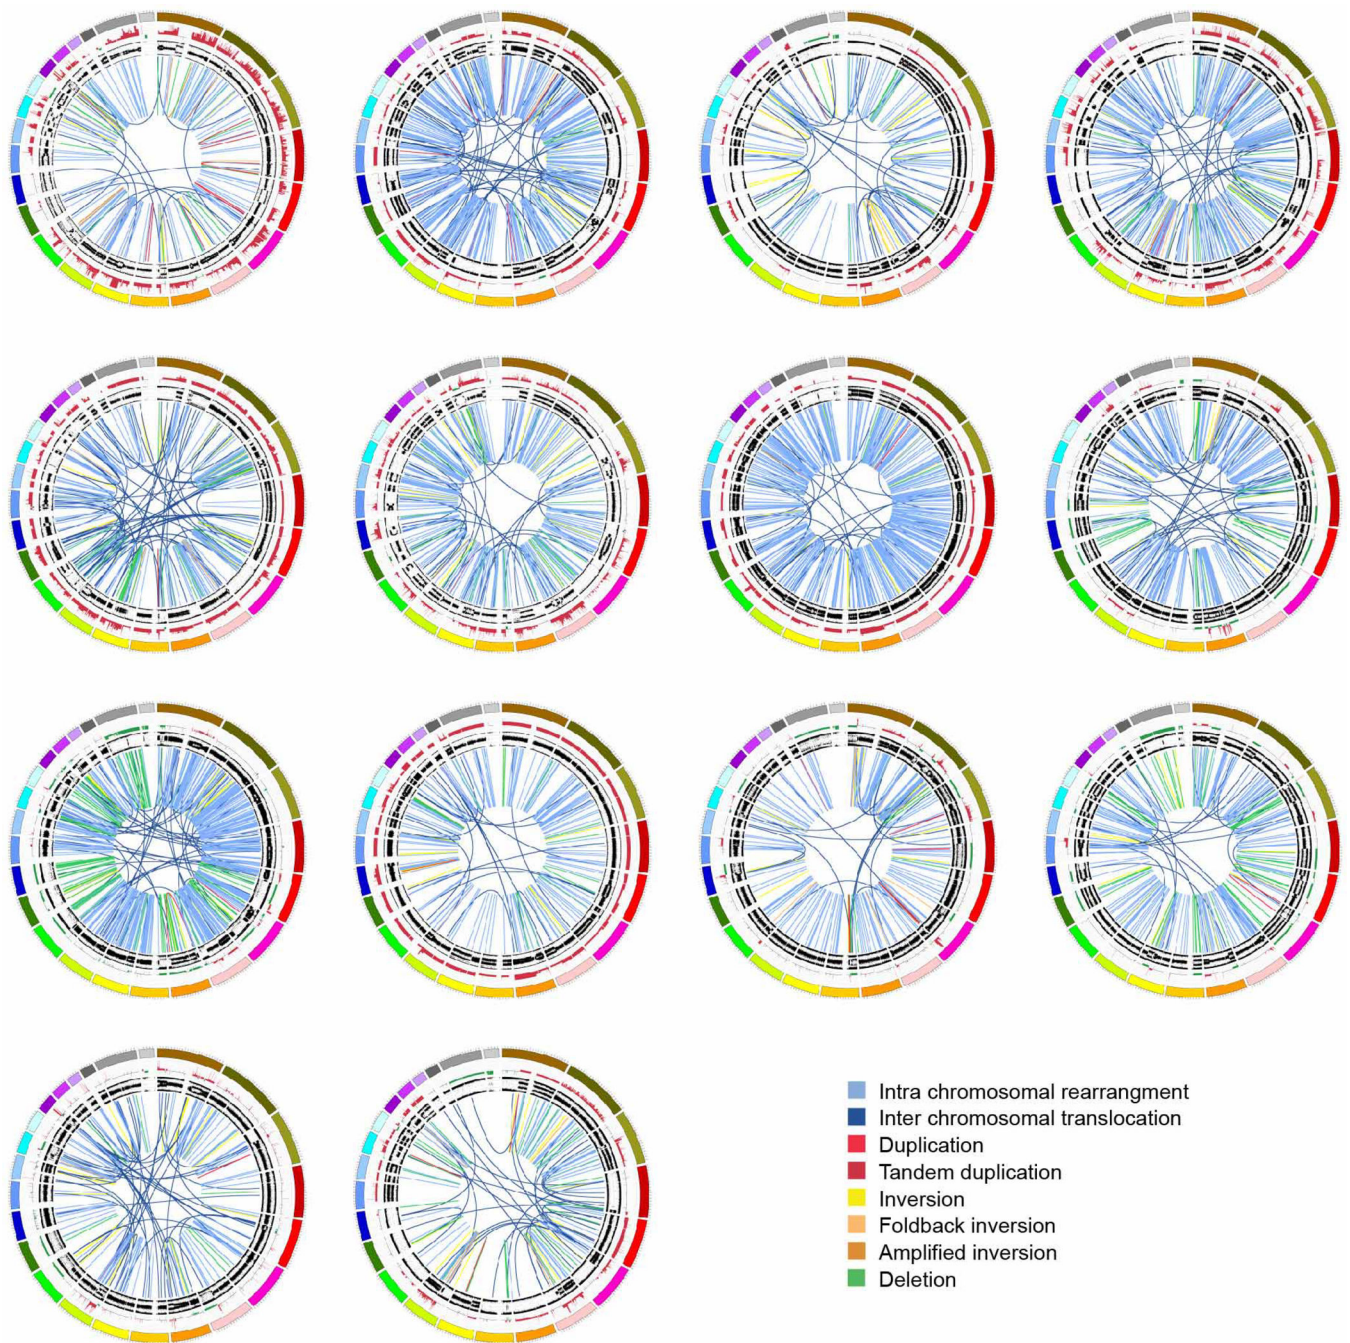 Intra chromosomal rearrangment
Inter chromosomal translocation
Duplication
Tandem duplication
Inversion
Foldback inversion
Amplified inversion
Deletion